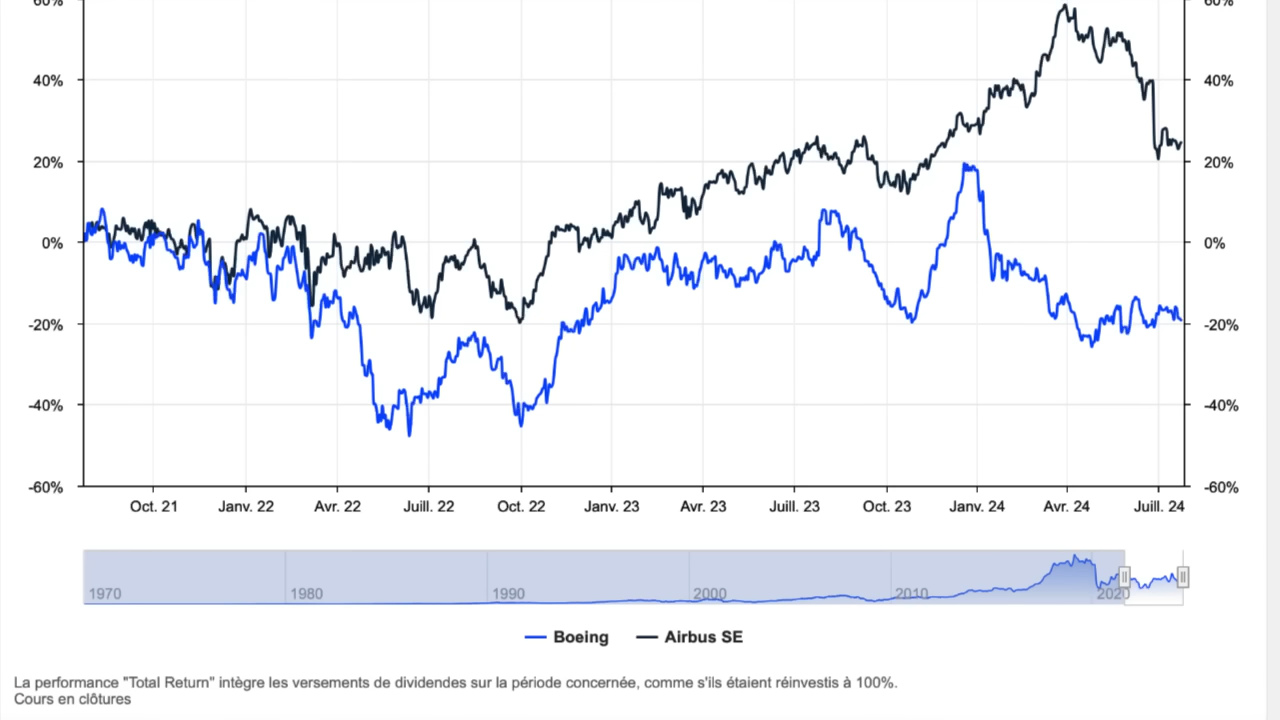 60% 60%
40% 40%
20% 20%
0% 0%
-20% -20%
-40% -40%
-60% -60%
Oct. 21 Janv. 22 Avr. 22 Juill. 22 Oct. 22 Janv. 23 Avr. 23 Juill. 23 Oct. 23 Janv. 24 Avr. 24 Juill. 24
1970 1980 1990 2000 2010 2020
Boeing Airbus SE
La performance "Total Return" intègre les versements de dividendes sur la période concernée, comme s'ils étaient réinvestis à 100%.
Cours en clôtures